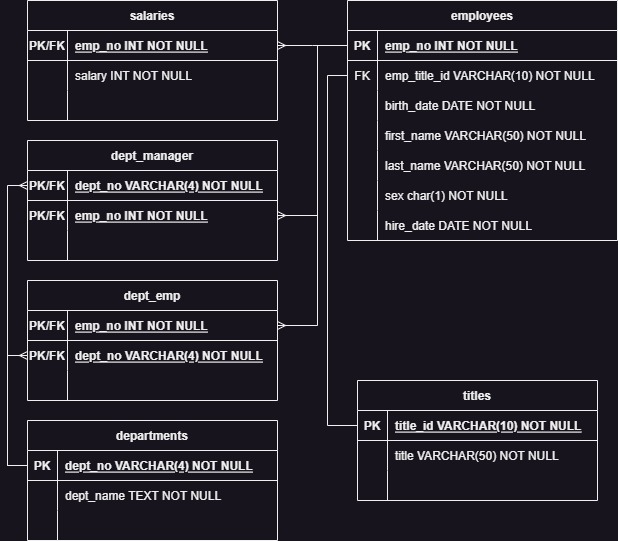 salaries
PK/FK emp_no INT NOT NULL
salary INT NOT NULL
employees
PK emp_no INT NOT NULL
FK emp_title_id VARCHAR(10) NOT NULL
birth_date DATE NOT NULL
first_name VARCHAR(50) NOT NULL
last_name VARCHAR(50) NOT NULL
sex char(1) NOT NULL
hire_date DATE NOT NULL
dept_manager
PK/FK dept_no VARCHAR(4) NOT NULL
PK/FK emp_no INT NOT NULL
dept_emp
PK/FK emp_no INT NOT NULL
PK/FK dept_no VARCHAR(4) NOT NULL
titles
PK title_id VARCHAR(10) NOT NULL
title VARCHAR(50) NOT NULL
departments
PK dept_no VARCHAR(4) NOT NULL
dept_name TEXT NOT NULL